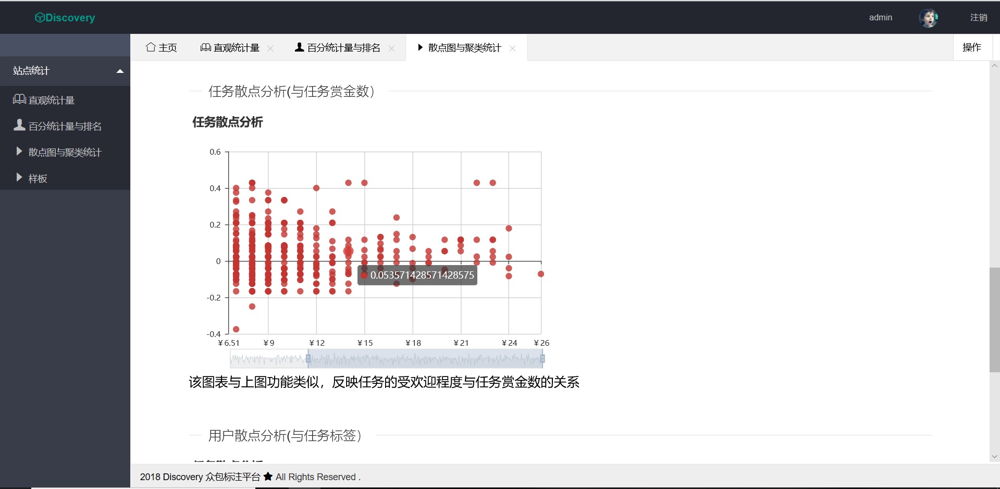 Discovery
admin
注销
主页
直观统计量
百分统计量与排名
散点图与聚类统计
操作
站点统计
直观统计量
百分统计量与排名
散点图与聚类统计
样板
任务散点分析(与任务赏金数）
任务散点分析
0.6
0.4
0.2
0
-0.2
-0.4
0.053571428571428575
¥6.51 ¥9 ¥12 ¥15 ¥18 ¥21 ¥24 ¥26
该图表与上图功能类似，反映任务的受欢迎程度与任务赏金数的关系
用户散点分析(与任务标签）
2018 Discovery 众包标注平台 ★ All Rights Reserved .